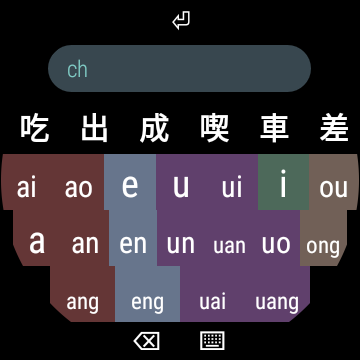 ch
吃 出 成 喫 車 差
ai ao e u ui i ou
a an en un uan uo ong
ang eng uai uang